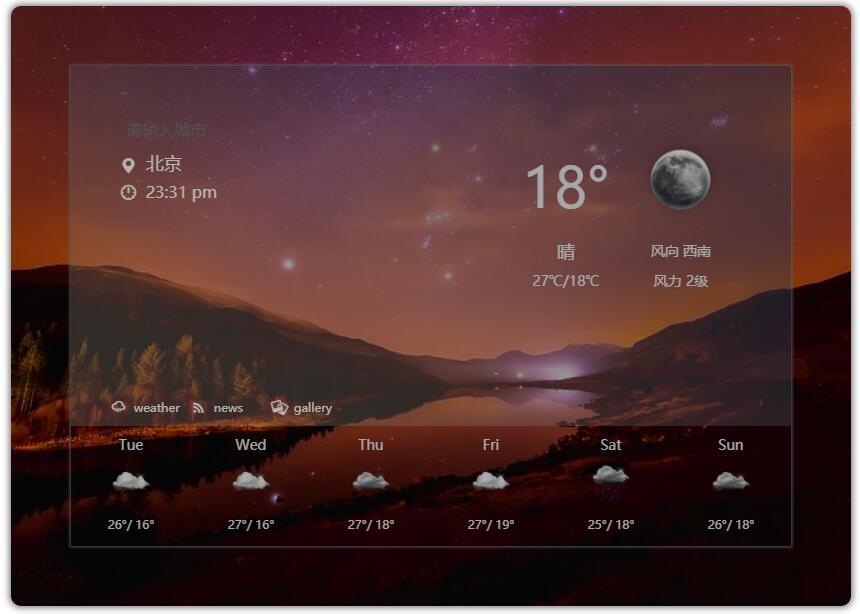 请输入城市
北京
23:31 pm
18°
晴
27℃/18℃
风向 西南
风力 2级
weather news gallery
Tue Wed Thu Fri Sat Sun
26°/ 16° 27°/ 16° 27°/ 18° 27°/ 19° 25°/ 18° 26°/ 18°